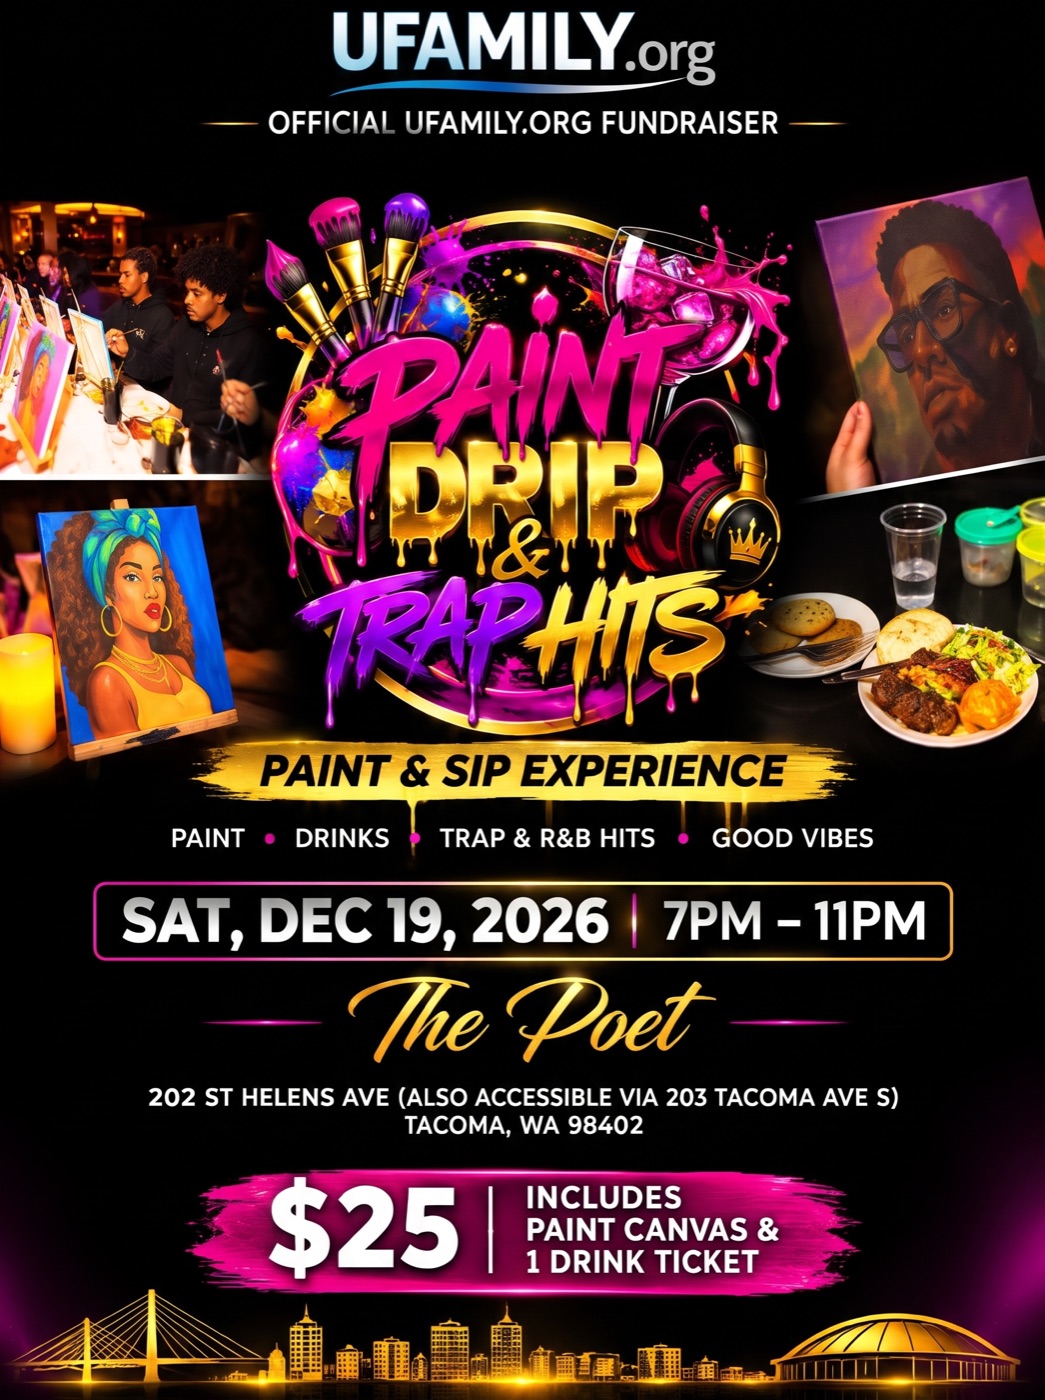 UFAMILY.org
OFFICIAL UFAMILY.ORG FUNDRAISER
PAINT
DRIP
&
TRAP HITS
PAINT & SIP EXPERIENCE
PAINT • DRINKS • TRAP & R&B HITS • GOOD VIBES
SAT, DEC 19, 2026 | 7PM – 11PM
The Poet
202 ST HELENS AVE (ALSO ACCESSIBLE VIA 203 TACOMA AVE S)
TACOMA, WA 98402
$25
INCLUDES
PAINT CANVAS &
1 DRINK TICKET